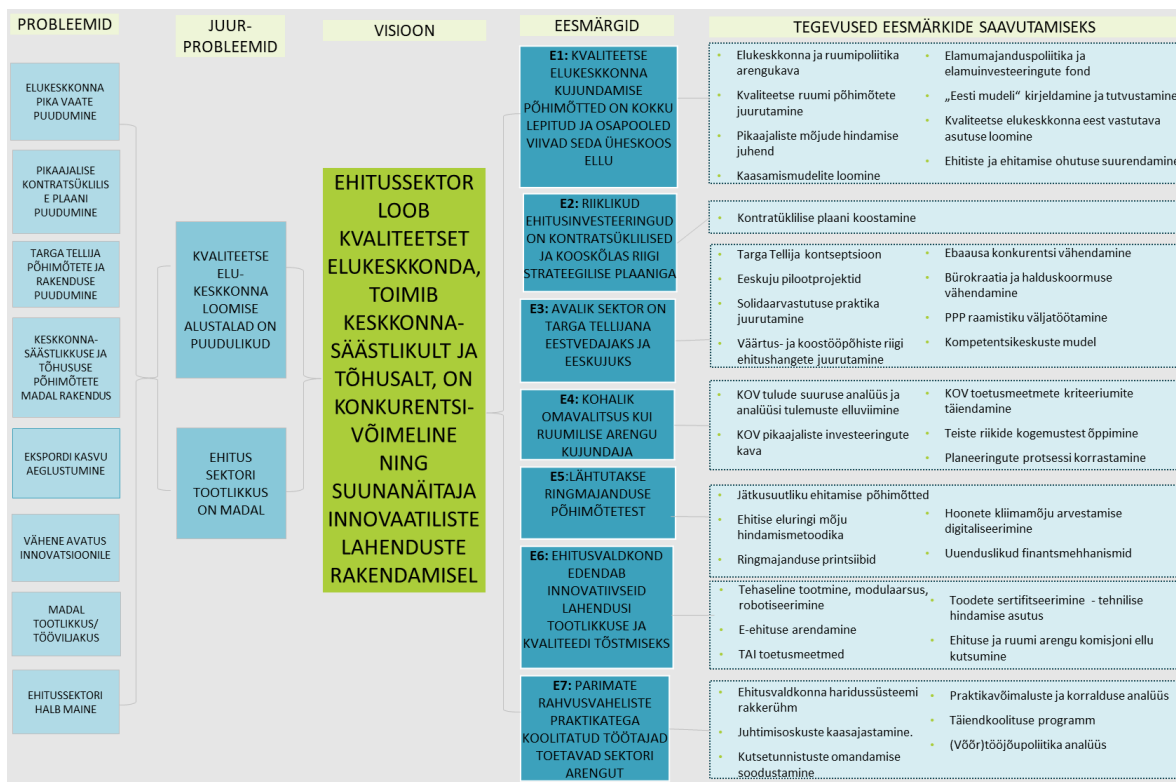 PROBLEEMID
ELUKESKKONNA
PIKA VAATE
PUUDUMINE
PIKAAJALISE
KONTRATSÜKLILIS
E PLAANI
PUUDUMINE
TARGA TELLIJA
PÕHIMÕTETE JA
RAKENDUSE
PUUDUMINE
KESKKONNA-
SÄÄSTLIKKUSE JA
TÕHUSUSE
PÕHIMÕTETE
MADAL RAKENDUS
EKSPORDI KASVU
AEGLUSTUMINE
VÄHENE AVATUS
INNOVATSIOONILE
MADAL
TOOTLIKKUS/
TÖÖVILJAKUS
EHITUSSEKTORI
HALB MAINE
JUUR-
PROBLEEMID
KVALITEETSE
ELU-
KESKKONNA
LOOMISE
ALUSTALAD ON
PUUDULIKUD
EHITUS
SEKTORI
TOOTLIKKUS
ON MADAL
VISIOON
EHITUSSEKTOR
LOOB
KVALITEETSET
ELUKESKKONDA,
TOIMIB
KESKKONNA-
SÄÄSTLIKULT JA
TÕHUSALT, ON
KONKURENTSI-
VÕIMELINE
NING
SUUNANÄITAJA
INNOVAATILISTE
LAHENDUSTE
RAKENDAMISEL
EESMÄRGID
E1: KVALITEETSE
ELUKESKKONNA
KUJUNDAMISE
PÕHIMÕTTED ON KOKKU
LEPITUD JA OSAPOOLED
VIIVAD SEDA ÜHESKOOS
ELLU
E2: RIIKLIKUD
EHITUSINVESTEERINGUD
ON KONTRATSÜKLILISED
JA KOOSKÕLAS RIIGI
STRATEEGILISE PLAANIGA
E3: AVALIK SEKTOR ON
TARGA TELLIJANA
EESTVEDAJAKS JA
EESKUJUKS
E4: KOHALIK
OMAVALITSUS KUI
RUUMILISE ARENGU
KUJUNDAJA
E5:LÄHTUTAKSE
RINGMAJANDUSE
PÕHIMÕTETEST
E6: EHITUSVALDKOND
EDENDAB
INNOVATIIVSEID
LAHENDUSI
TOOTLIKKUSE JA
KVALITEEDI TÕSTMISEKS
E7: PARIMATE
RAHVUSVAHELISTE
PRAKTIKATEGA
KOOLITATUD TÖÖTAJAD
TOETAVAD SEKTORI
ARENGUT
TEGEVUSED EESMÄRKIDE SAAVUTAMISEKS
• Elukeskkonna ja ruumipoliitika
arengukava
• Kvaliteetse ruumi põhimõtete
juurutamine
• Pikaajaliste mõjude hindamise
juhend
• Kaasamismudelite loomine
• Elamumajanduspoliitika ja
elamuinvesteeringute fond
• „Eesti mudeli“ kirjeldamine ja tutvustamine
• Kvaliteetse elukeskkonna eest vastutava
asutuse loomine
• Ehitiste ja ehitamise ohutuse suurendamine
• Kontratüklilise plaani koostamine
• Targa Tellija kontseptsioon
• Eeskuju pilootprojektid
• Solidaarvastutuse praktika
juurutamine
• Väärtus- ja koostööpõhiste riigi
ehitushangete juurutamine
• Ebaausa konkurentsi vähendamine
• Bürokraatia ja halduskoormuse
vähendamine
• PPP raamistiku väljatöötamine
• Kompetentsikeskuste mudel
• KOV tulude suuruse analüüs ja
analüüsi tulemuste elluviimine
• KOV pikaajaliste investeeringute
kava
• KOV toetusmeetmete kriteeriumite
täiendamine
• Teiste riikide kogemustest õppimine
• Planeeringute protsessi korrastamine
• Jätkusuutliku ehitamise põhimõtted
• Ehitise eluringi mõju
hindamismetoodika
• Ringmajanduse printsiibid
• Hoonete kliimamõju arvestamise
digitaliseerimine
• Uuenduslikud finantsmehhanismid
• Tehaseline tootmine, modulaarsus,
robotiseerimine
• E-ehituse arendamine
• TAI toetusmeetmed
• Toodete sertifitseerimine - tehnilise
hindamise asutus
• Ehituse ja ruumi arengu komisjoni ellu
kutsumine
• Ehitusvaldkonna haridussüsteemi
rakkerühm
• Juhtimisoskuste kaasajastamine.
• Kutsetunnistuste omandamise
soodustamine
• Praktikavõimaluste ja korralduse analüüs
• Täiendkoolituse programm
• (Võõr)tööjõupoliitika analüüs